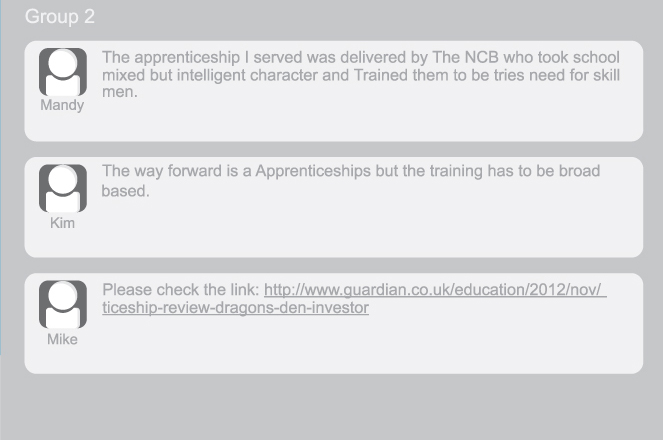 Group 2
The apprenticeship I served was delivered by The NCB who took school
mixed but intelligent character and Trained them to be tries need for skill
men.
Mandy
The way forward is a Apprenticeships but the training has to be broad
based.
Kim
Please check the link: http://www.guardian.co.uk/education/2012/nov/
ticeship-review-dragons-den-investor
Mike